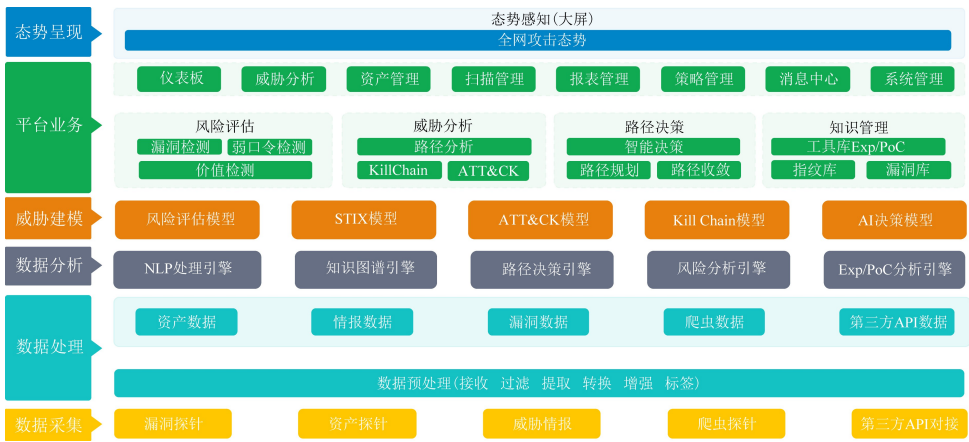 态势呈现
态势感知(大屏)
全网攻击态势
平台业务
仪表板 威胁分析 资产管理 扫描管理 报表管理 策略管理 消息中心 系统管理
风险评估 威胁分析 路径决策 知识管理
漏洞检测 弱口令检测 路径分析 智能决策 工具库Exp/PoC
价值检测 KillChain ATT&CK 路径规划 路径收敛 指纹库 漏洞库
威胁建模 风险评估模型 STIX模型 ATT&CK模型 Kill Chain模型 AI决策模型
数据分析 NLP处理引擎 知识图谱引擎 路径决策引擎 风险分析引擎 Exp/PoC分析引擎
数据处理
资产数据 情报数据 漏洞数据 爬虫数据 第三方API数据
数据预处理(接收 过滤 提取 转换 增强 标签)
数据采集 漏洞探针 资产探针 威胁情报 爬虫探针 第三方API对接